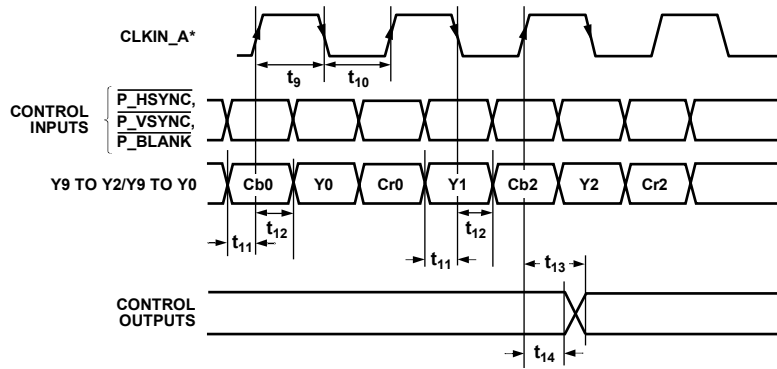 CLKIN_A*
t9
t10
CONTROL
INPUTS
P_HSYNC,
P_VSYNC,
P_BLANK
Y9 TO Y2/Y9 TO Y0
Cb0
Y0
Cr0
Y1
Cb2
Y2
Cr2
t12
t12
t11
t11
t13
CONTROL
OUTPUTS
t14